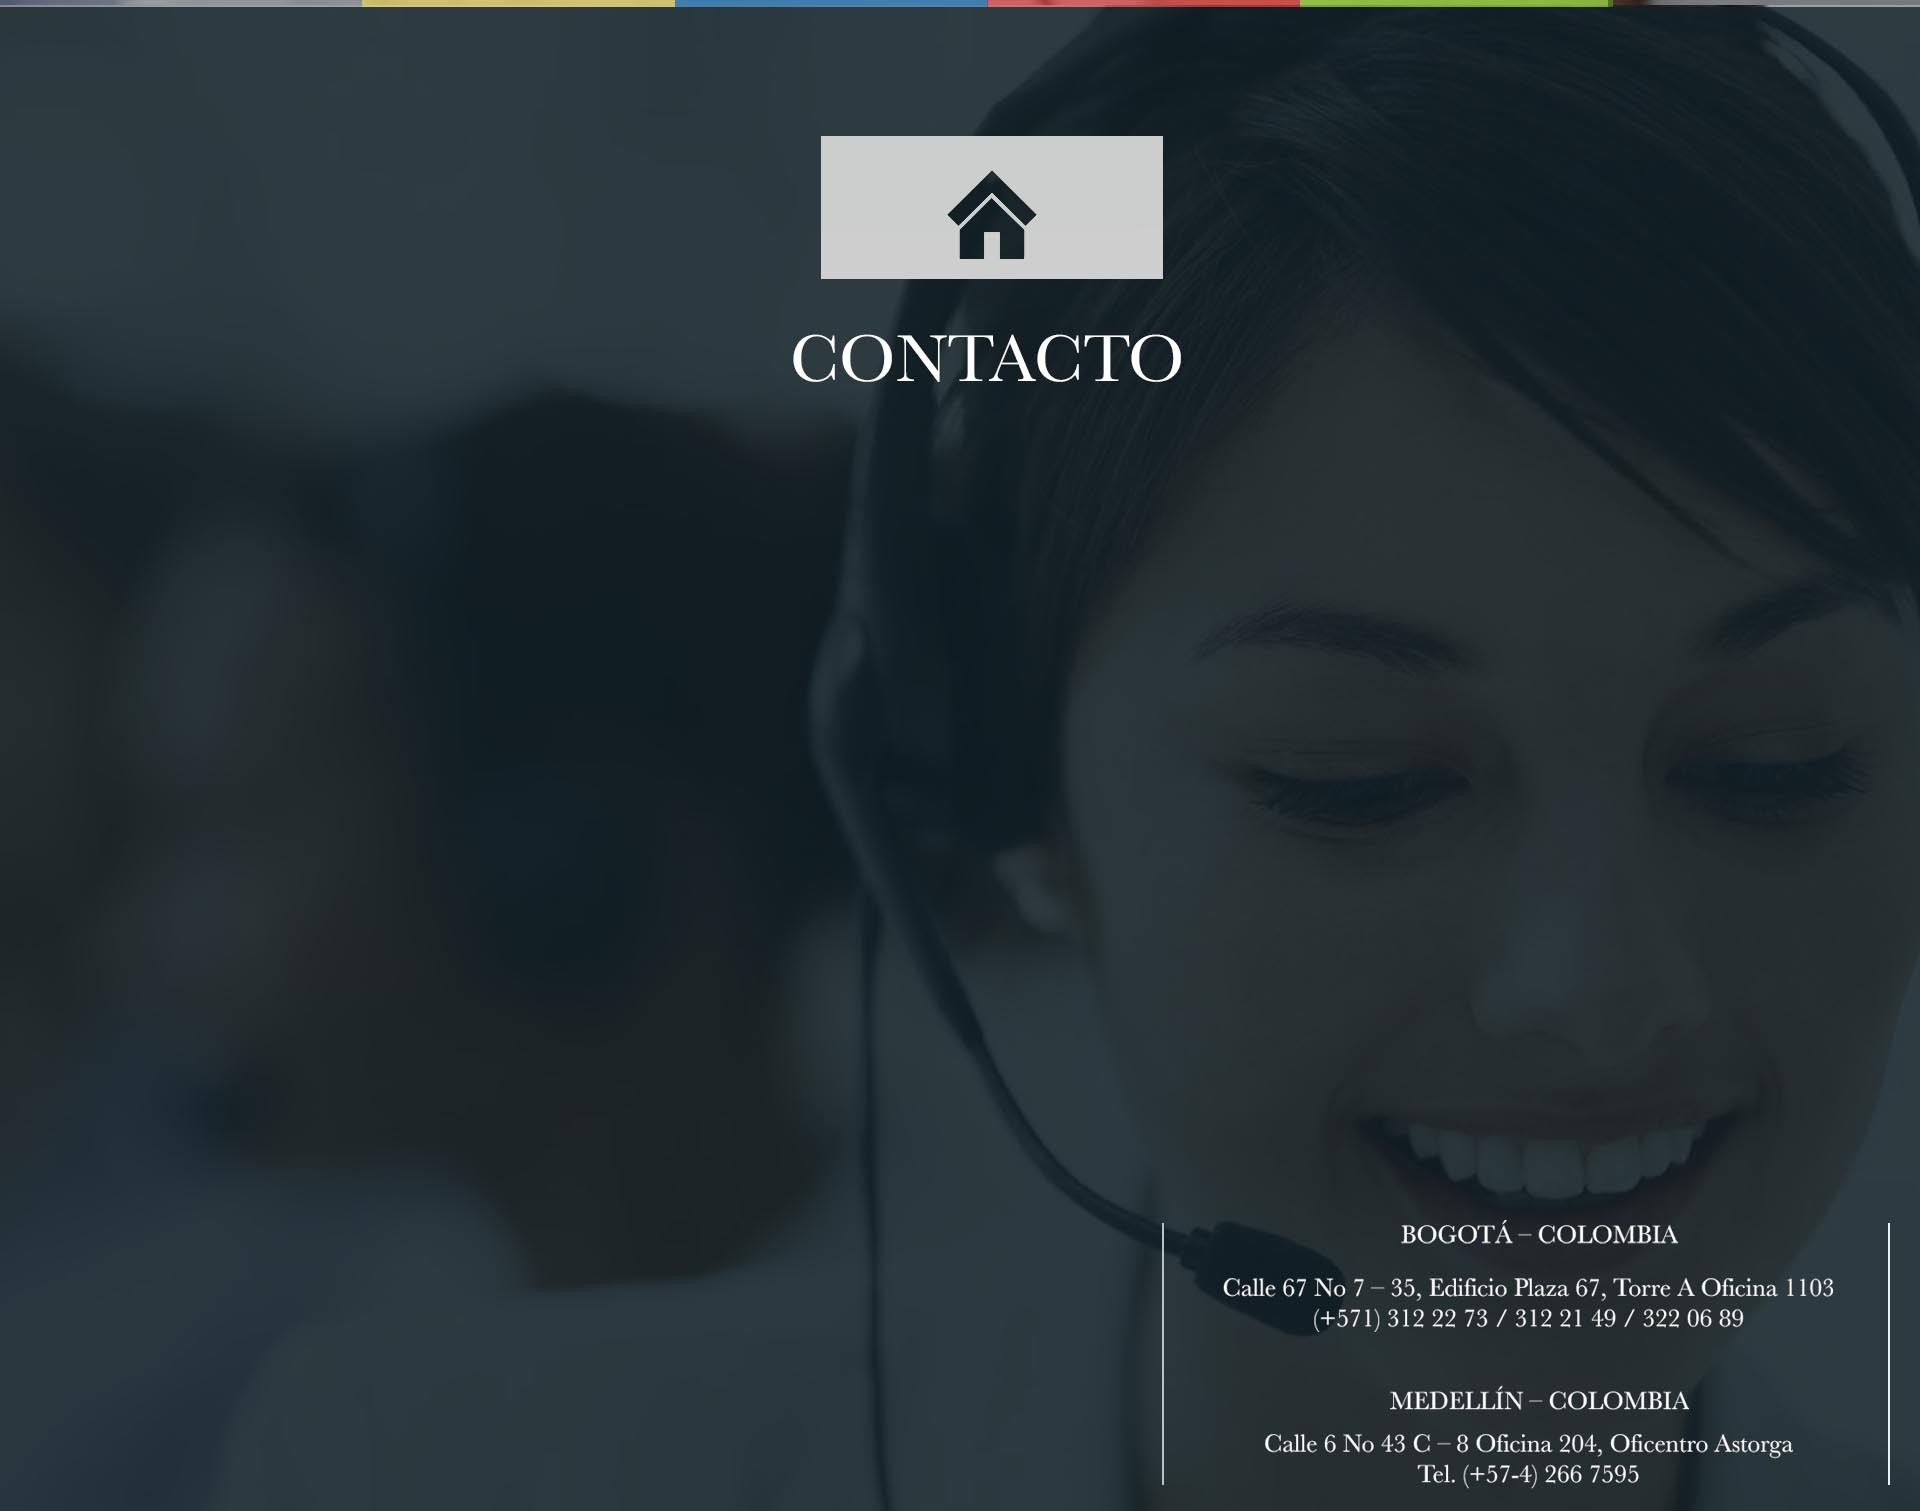 CONTACTO
BOGOTÁ – COLOMBIA
Calle 67 No 7 – 35, Edificio Plaza 67, Torre A Oficina 1103
(+571) 312 22 73 / 312 21 49 / 322 06 89
MEDELLÍN – COLOMBIA
Calle 6 No 43 C – 8 Oficina 204, Oficentro Astorga
Tel. (+57-4) 266 7595